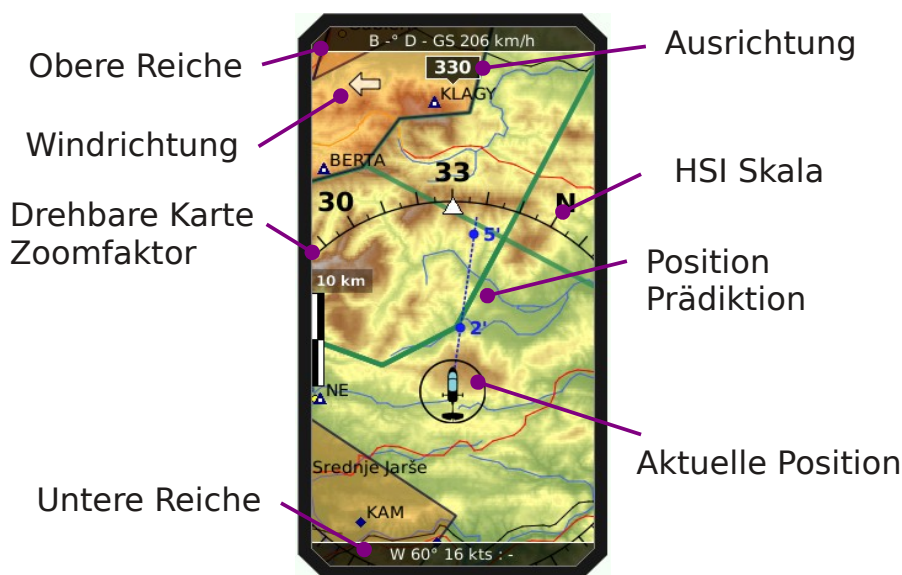 B -° D - GS 206 km/h
Ausrichtung
Obere Reiche
330
KLAGY
Windrichtung
BERTA
33
HSI Skala
30
N
Drehbare Karte
Zoomfaktor
5'
10 km
Position
Prädiktion
2'
NE
Aktuelle Position
Srednje Jarše
Untere Reiche
KAM
W 60° 16 kts : -